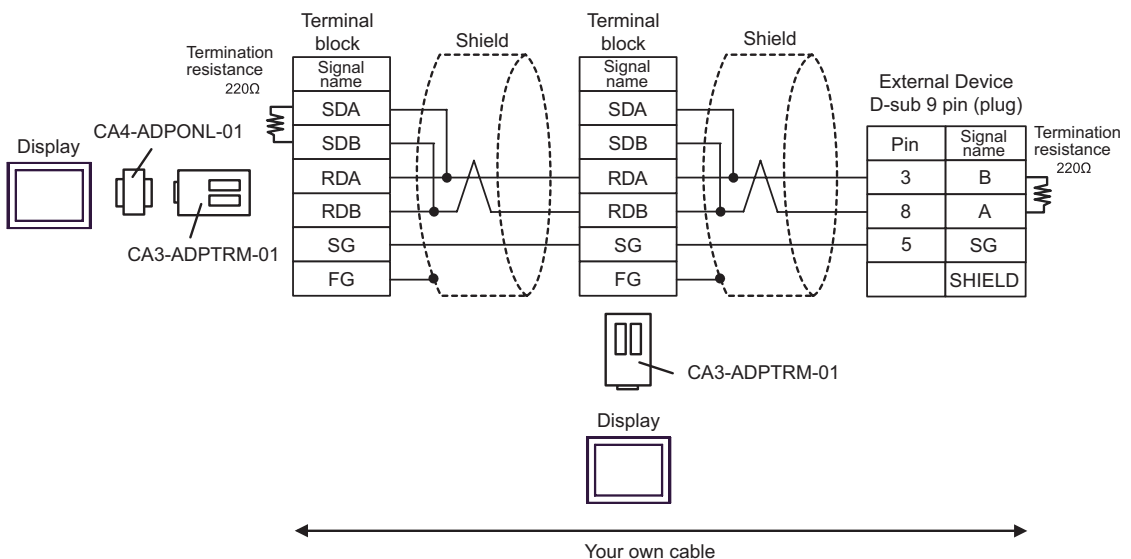 Display
CA4-ADPONL-01
CA3-ADPTRM-01
Termination
resistance
220Ω
Terminal
block
Signal
name
SDA
SDB
RDA
RDB
SG
FG
Shield
Terminal
block
Signal
name
SDA
SDB
RDA
RDB
SG
FG
Shield
External Device
D-sub 9 pin (plug)
Pin
Signal
name
3 B
8 A
5 SG
SHIELD
Termination
resistance
220Ω
CA3-ADPTRM-01
Display
Your own cable